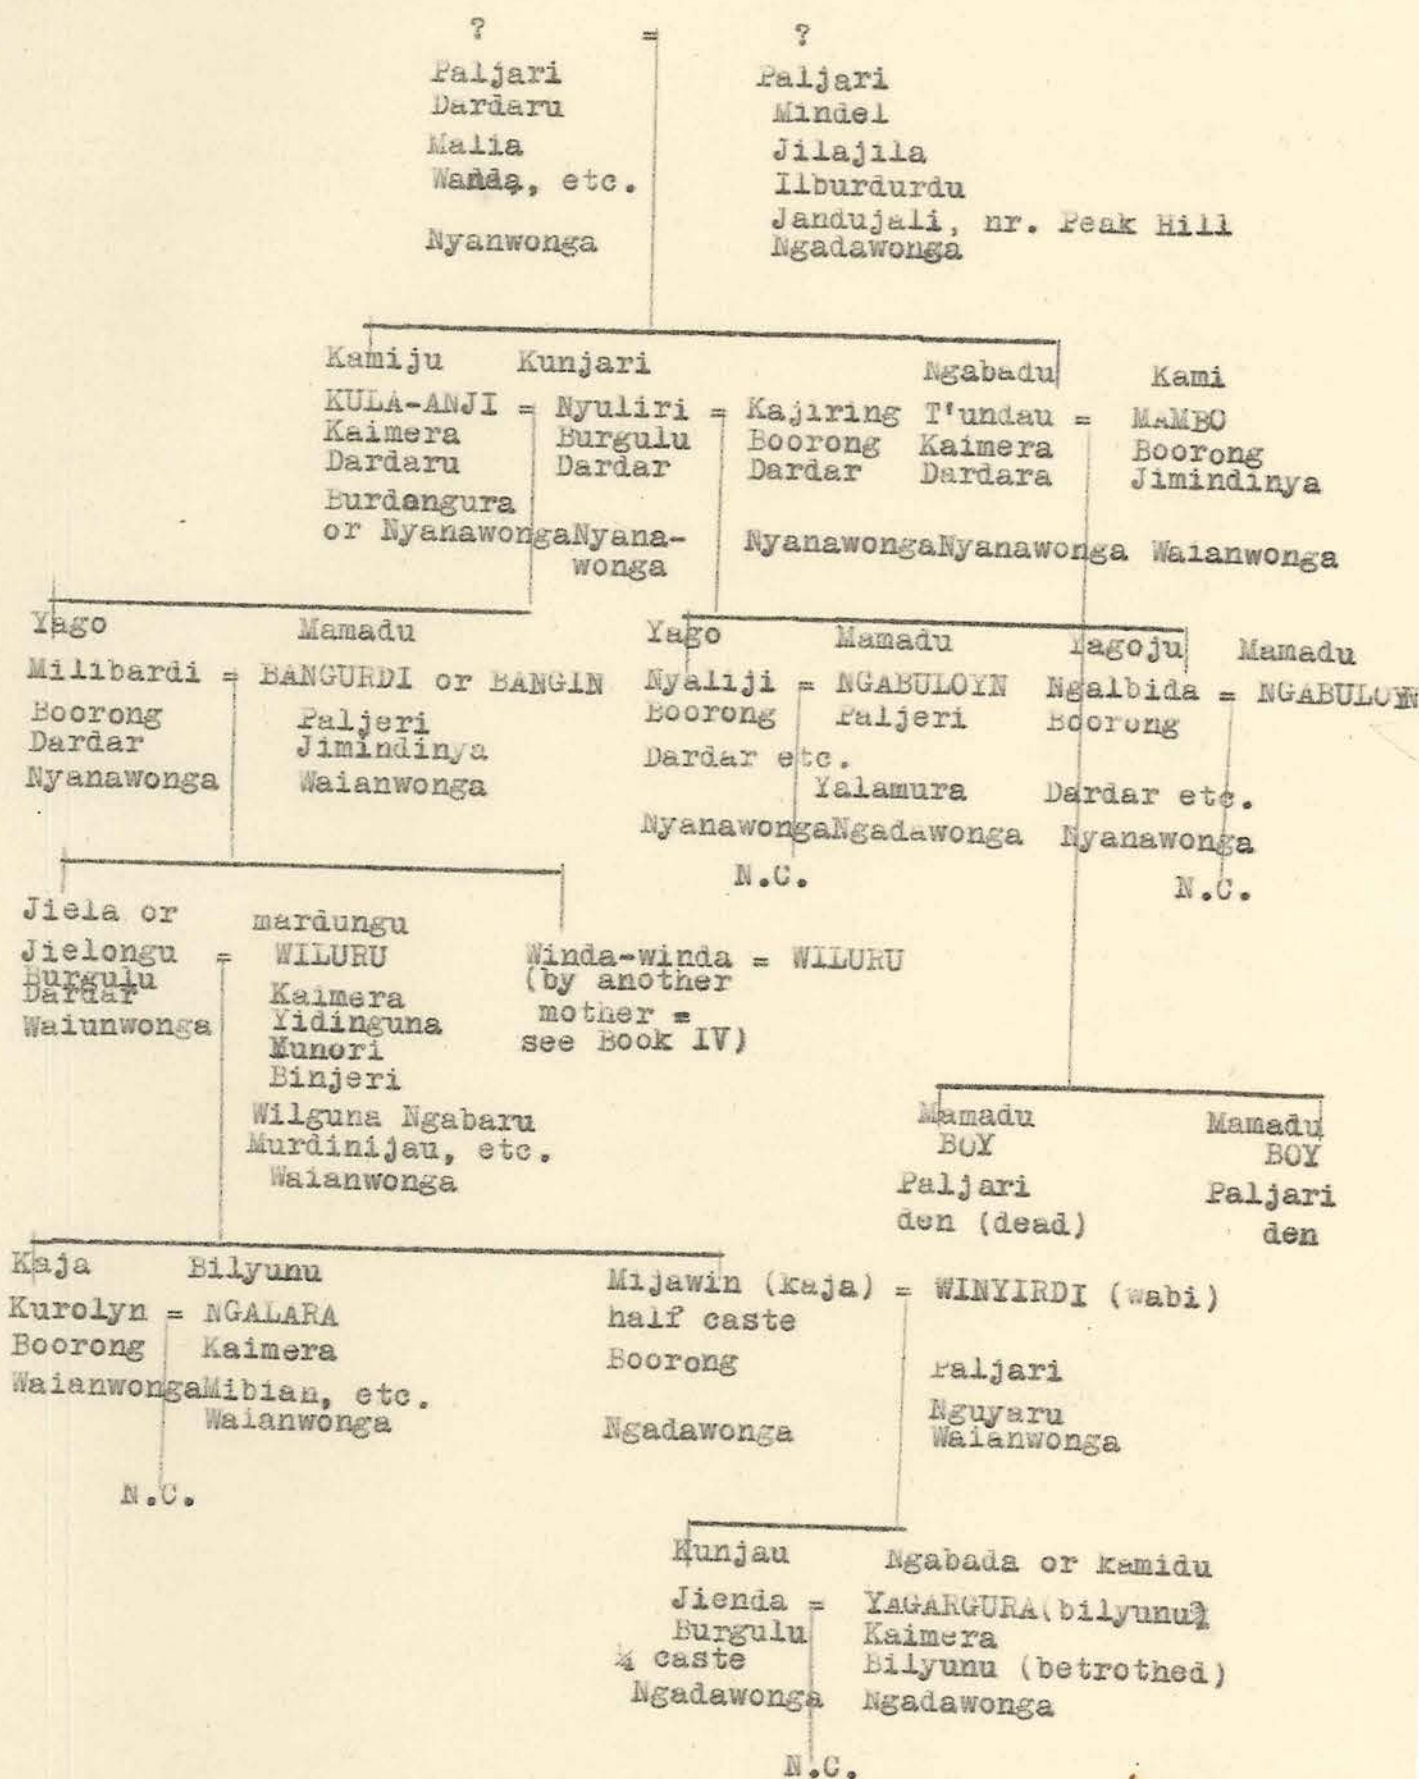 ? = ?
Paljari Paljari
Dardaru Mindel
Malia Jilajila
Wanda, etc. Ilburdurdu
Jandujali, nr. Peak Hill
Nyanwonga Ngadawonga
Kamiju Kunjari Ngabadu Kami
KULA-ANJI = Nyuliri = Kajiring T'undau = MAMBO
Kaimera Burgulu Boorong Kaimera Boorong
Dardaru Dardar Dardar Dardara Jimindinya
Burdangura
or Nyanawonga Nyana- Nyanawonga Nyanawonga Waianwonga
wonga
Yago Mamadu Yago Mamadu Yagoju Mamadu
Milibardi = BANGURDI or BANGIN Nyaliji = NGABULOYN Ngalbida = NGABULOYN
Boorong Paljeri Boorong Paljeri Boorong
Dardar Jimindinya Dardar etc.
Nyanawonga Waianwonga Yalamura Dardar etc.
Nyanawonga Ngadawonga Nyanawonga
N.C. N.C.
Jiela or mardungu
Jielongu = WILURU Winda-winda = WILURU
Burgulu Kaimera (by another
Dardar Yidinguna mother =
Waiunwonga Munori see Book IV)
Binjeri
Wilguna Ngabaru Mamadu Mamadu
Murdinijau, etc. BOY BOY
Waianwonga Paljari Paljari
den (dead) den
Kaja Bilyunu Mijawin (kaja) = WINYIRDI (wabi)
Kurolyn = NGALARA half caste
Boorong Kaimera Boorong Paljari
Waianwonga Mibian, etc. Nguyaru
Waianwonga Ngadawonga Waianwonga
N.C.
Kunjau Ngabada or kamidu
Jienda = YAGARGURA (bilyunu)
Burgulu Kaimera
¼ caste Bilyunu (betrothed)
Ngadawonga Ngadawonga
N.C.